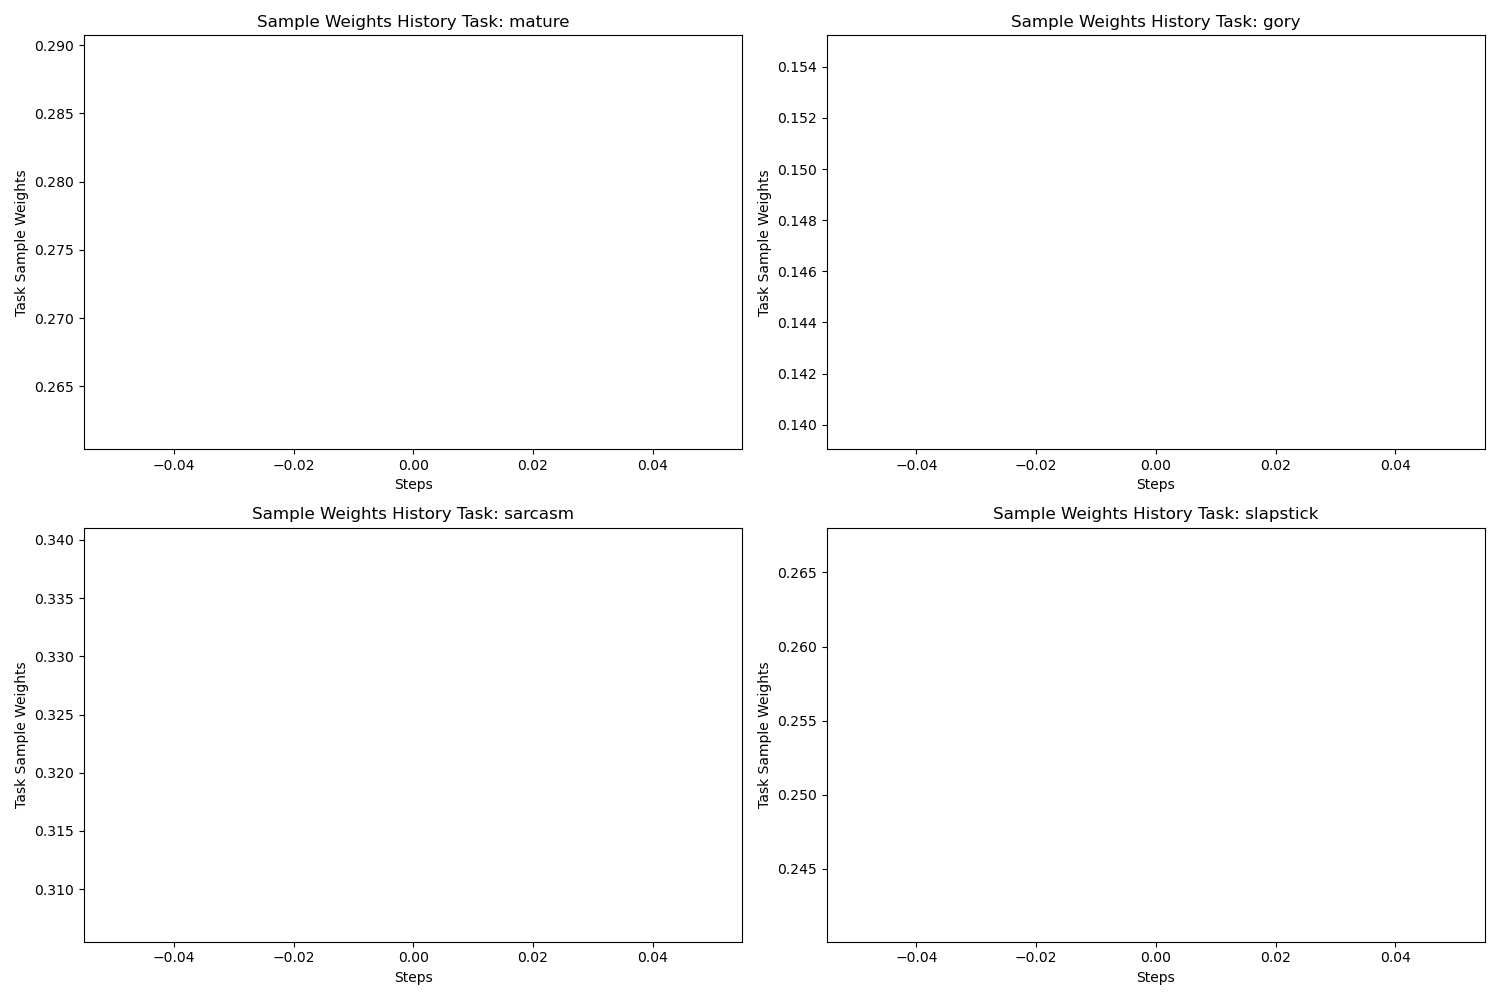 Sample Weights History Task: mature
0.290
0.285
0.280
0.275
0.270
0.265
Task Sample Weights
−0.04 −0.02 0.00 0.02 0.04
Steps
Sample Weights History Task: gory
0.154
0.152
0.150
0.148
0.146
0.144
0.142
0.140
Task Sample Weights
−0.04 −0.02 0.00 0.02 0.04
Steps
Sample Weights History Task: sarcasm
0.340
0.335
0.330
0.325
0.320
0.315
0.310
Task Sample Weights
−0.04 −0.02 0.00 0.02 0.04
Steps
Sample Weights History Task: slapstick
0.265
0.260
0.255
0.250
0.245
Task Sample Weights
−0.04 −0.02 0.00 0.02 0.04
Steps